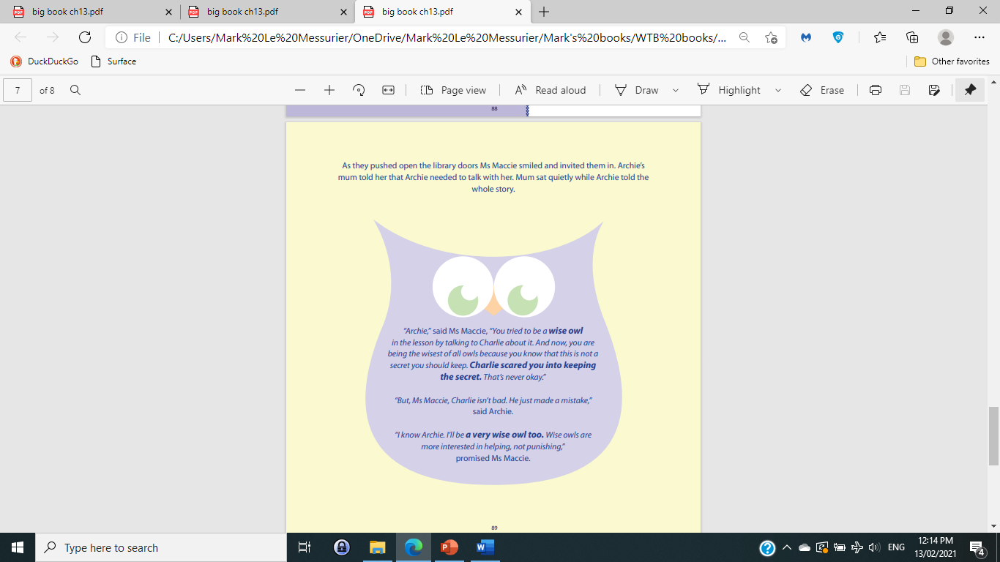 big book ch13.pdf
big book ch13.pdf
big book ch13.pdf
File
C:/Users/Mark%20Le%20Messurier/OneDrive/Mark%20Le%20Messurier/Mark's%20books/WTB%20books/...
DuckDuckGo
Surface
Other favorites
7 of 8
Page view
Read aloud
Draw
Highlight
Erase
88
As they pushed open the library doors Ms Maccie smiled and invited them in. Archie’s
mum told her that Archie needed to talk with her. Mum sat quietly while Archie told the
whole story.
“Archie,” said Ms Maccie, “You tried to be a wise owl
in the lesson by talking to Charlie about it. And now, you are
being the wisest of all owls because you know that this is not a
secret you should keep. Charlie scared you into keeping
the secret. That’s never okay.”
“But, Ms Maccie, Charlie isn’t bad. He just made a mistake,”
said Archie.
“I know Archie. I’ll be a very wise owl too. Wise owls are
more interested in helping, not punishing,”
promised Ms Maccie.
89
Type here to search
ENG
12:14 PM
13/02/2021
4